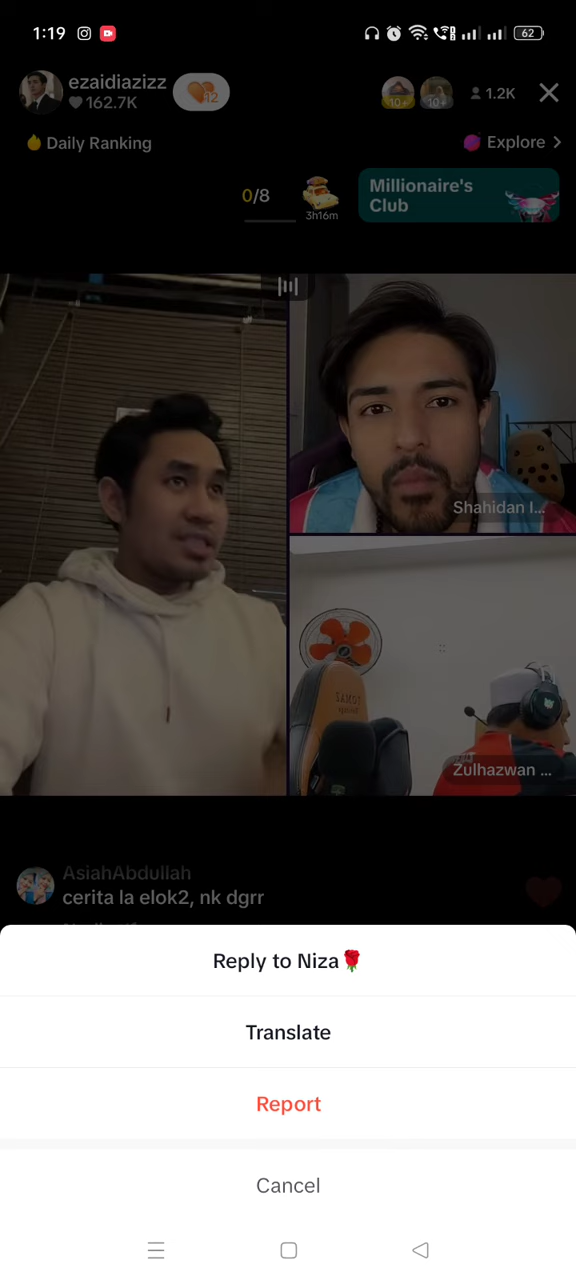 1:19
62
ezaidiazizz
162.7K
12
10+
10+
1.2K
Daily Ranking
Explore
0/8
3h16m
Millionaire's
Club
Shahidan I...
Zulhazwan ...
AsiahAbdullah
cerita la elok2, nk dgrr
Reply to Niza🌹
Translate
Report
Cancel